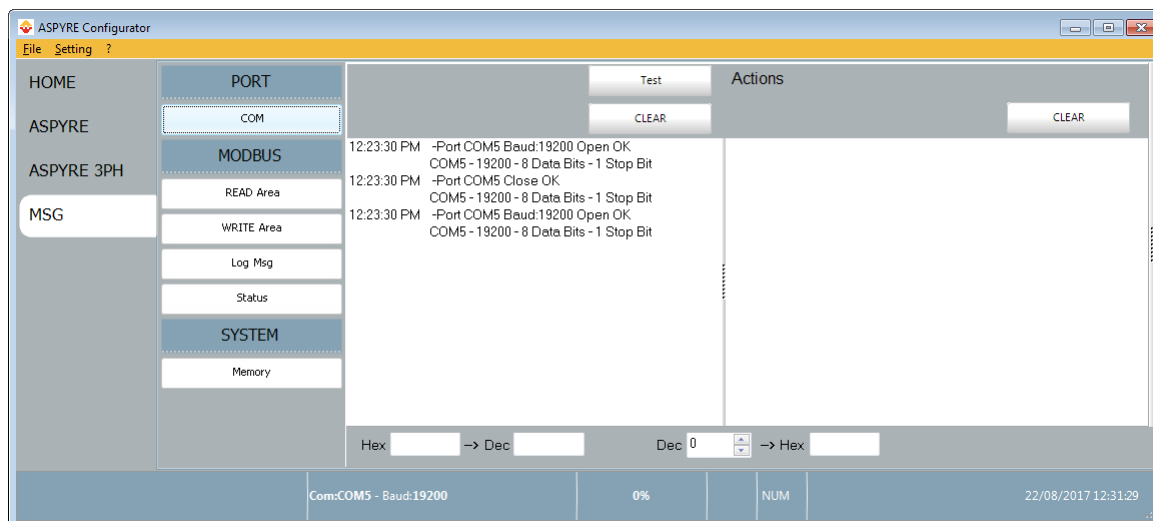 ASPYRE Configurator
File Setting ?
HOME
ASPYRE
ASPYRE 3PH
MSG
PORT
COM
MODBUS
READ Area
WRITE Area
Log Msg
Status
SYSTEM
Memory
Test
CLEAR
12:23:30 PM -Port COM5 Baud:19200 Open OK
COM5 - 19200 - 8 Data Bits - 1 Stop Bit
12:23:30 PM -Port COM5 Close OK
COM5 - 19200 - 8 Data Bits - 1 Stop Bit
12:23:30 PM -Port COM5 Baud:19200 Open OK
COM5 - 19200 - 8 Data Bits - 1 Stop Bit
Actions
CLEAR
Hex –> Dec Dec 0 –> Hex
Com:COM5 - Baud:19200 0% NUM 22/08/2017 12:31:29